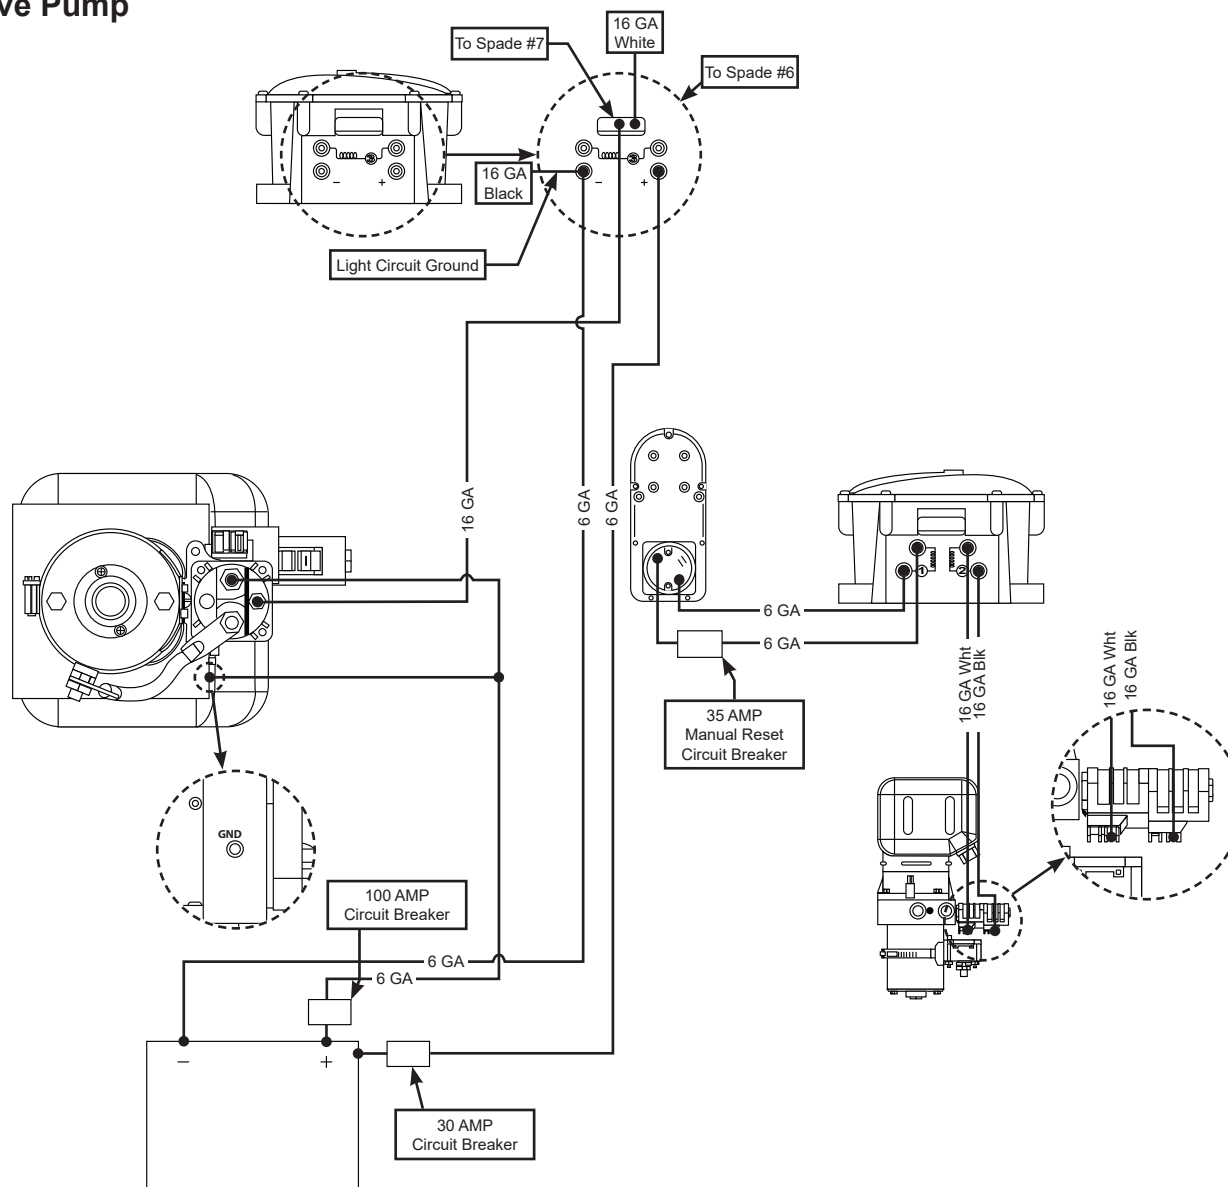 ve Pump
16 GA
White
To Spade #7
To Spade #6
16 GA
Black
−
+
−
+
Light Circuit Ground
16 GA
6 GA
6 GA
1
2
6 GA
6 GA
35 AMP
Manual Reset
Circuit Breaker
16 GA Wht
16 GA Blk
16 GA Wht
16 GA Blk
GND
100 AMP
Circuit Breaker
6 GA
6 GA
−
+
30 AMP
Circuit Breaker